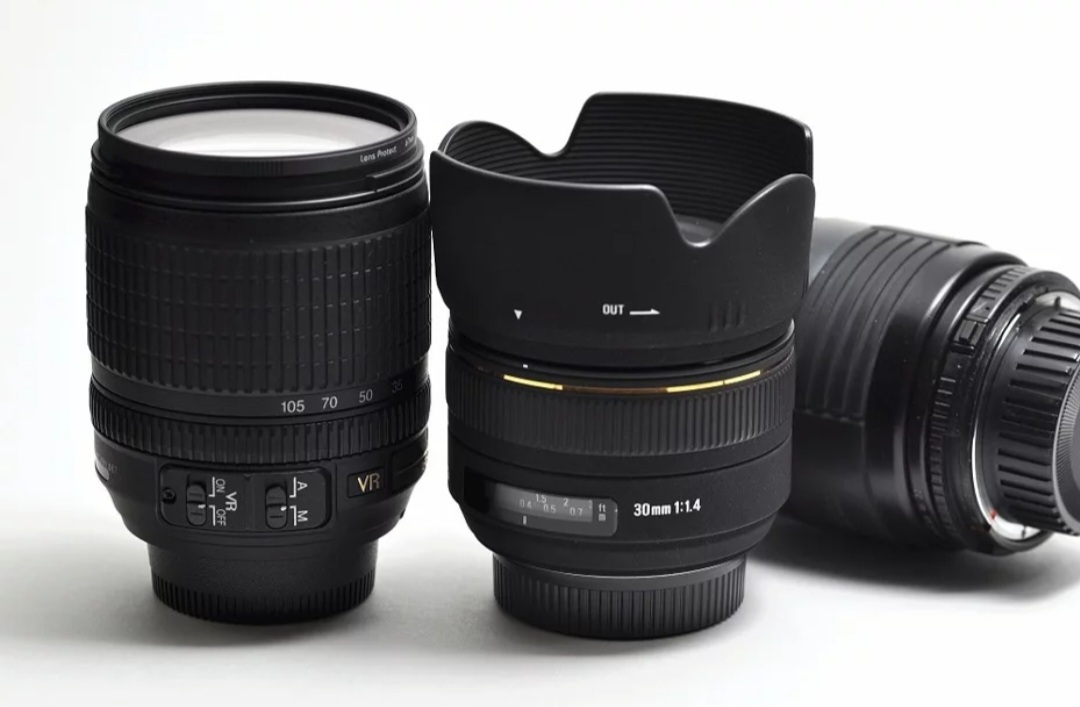 Lens Protect
105 70 50 35
ON VR OFF
A M
VR
OUT
1.5 2 ft
0.4 0.5 0.7 m
30mm 1:1.4